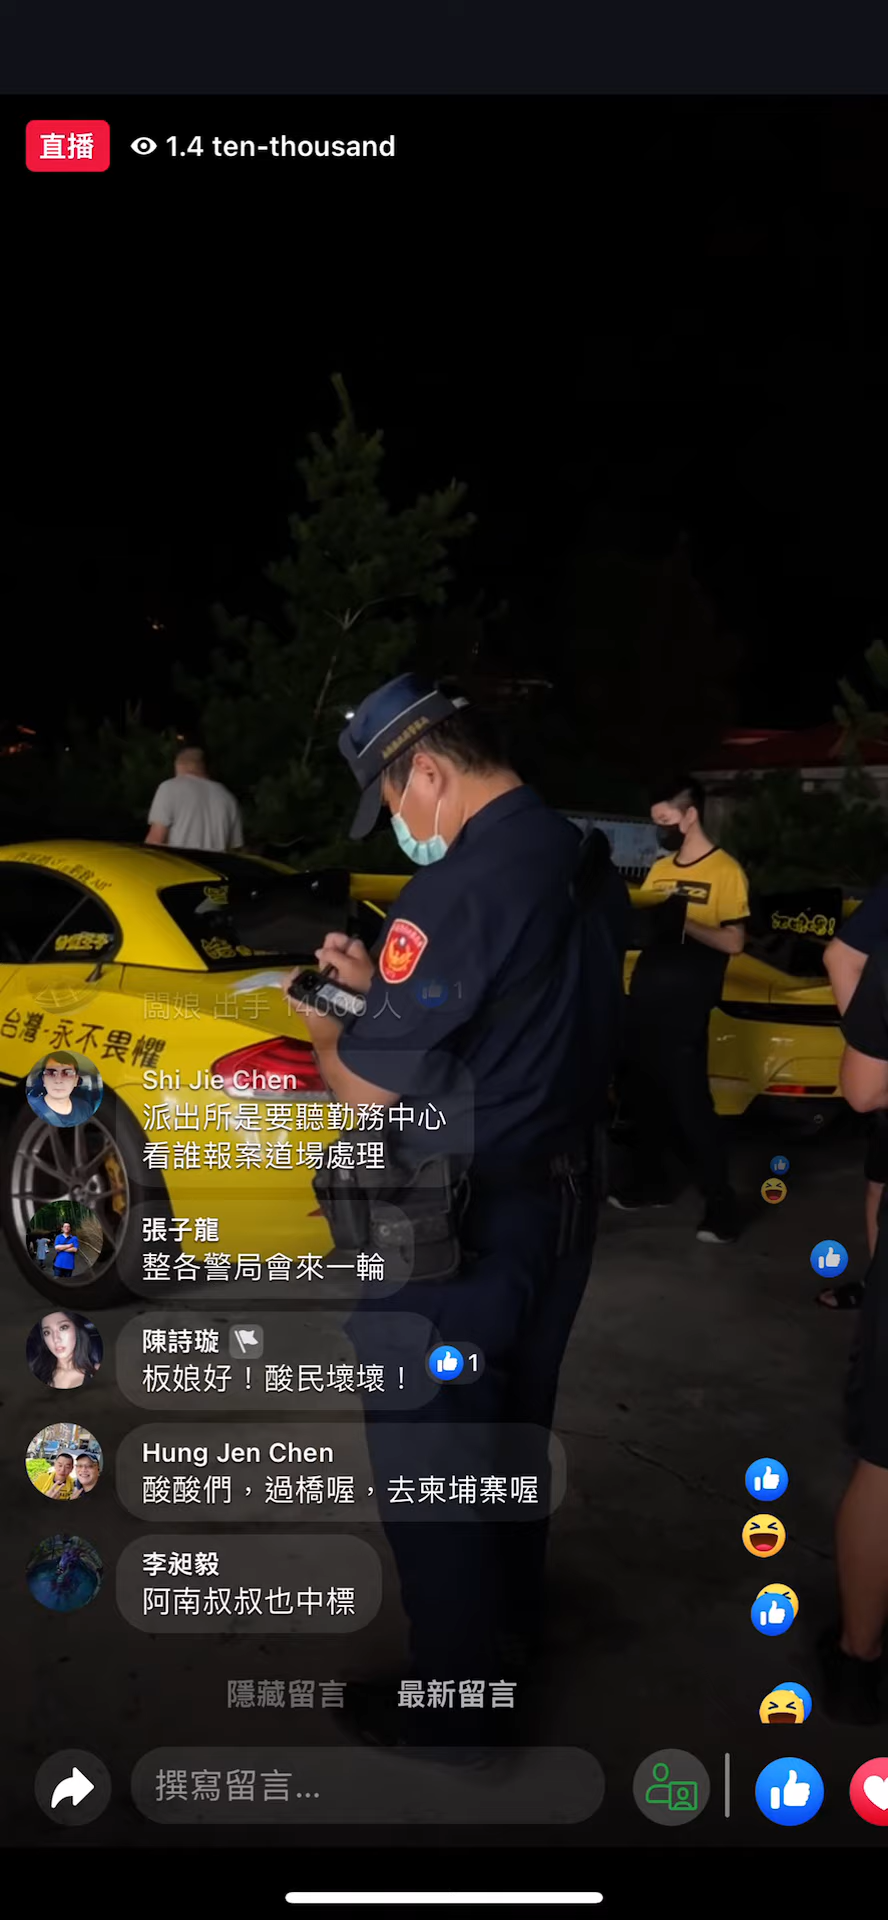 直播
1.4 ten-thousand
台灣-永不畏懼
闆娘 出手 14000人
1
Shi Jie Chen
派出所是要聽勤務中心
看誰報案道場處理
張子龍
整各警局會來一輪
陳詩璇
板娘好！酸民壞壞！
1
Hung Jen Chen
酸酸們，過橋喔，去柬埔寨喔
李昶毅
阿南叔叔也中標
隱藏留言
最新留言
撰寫留言...